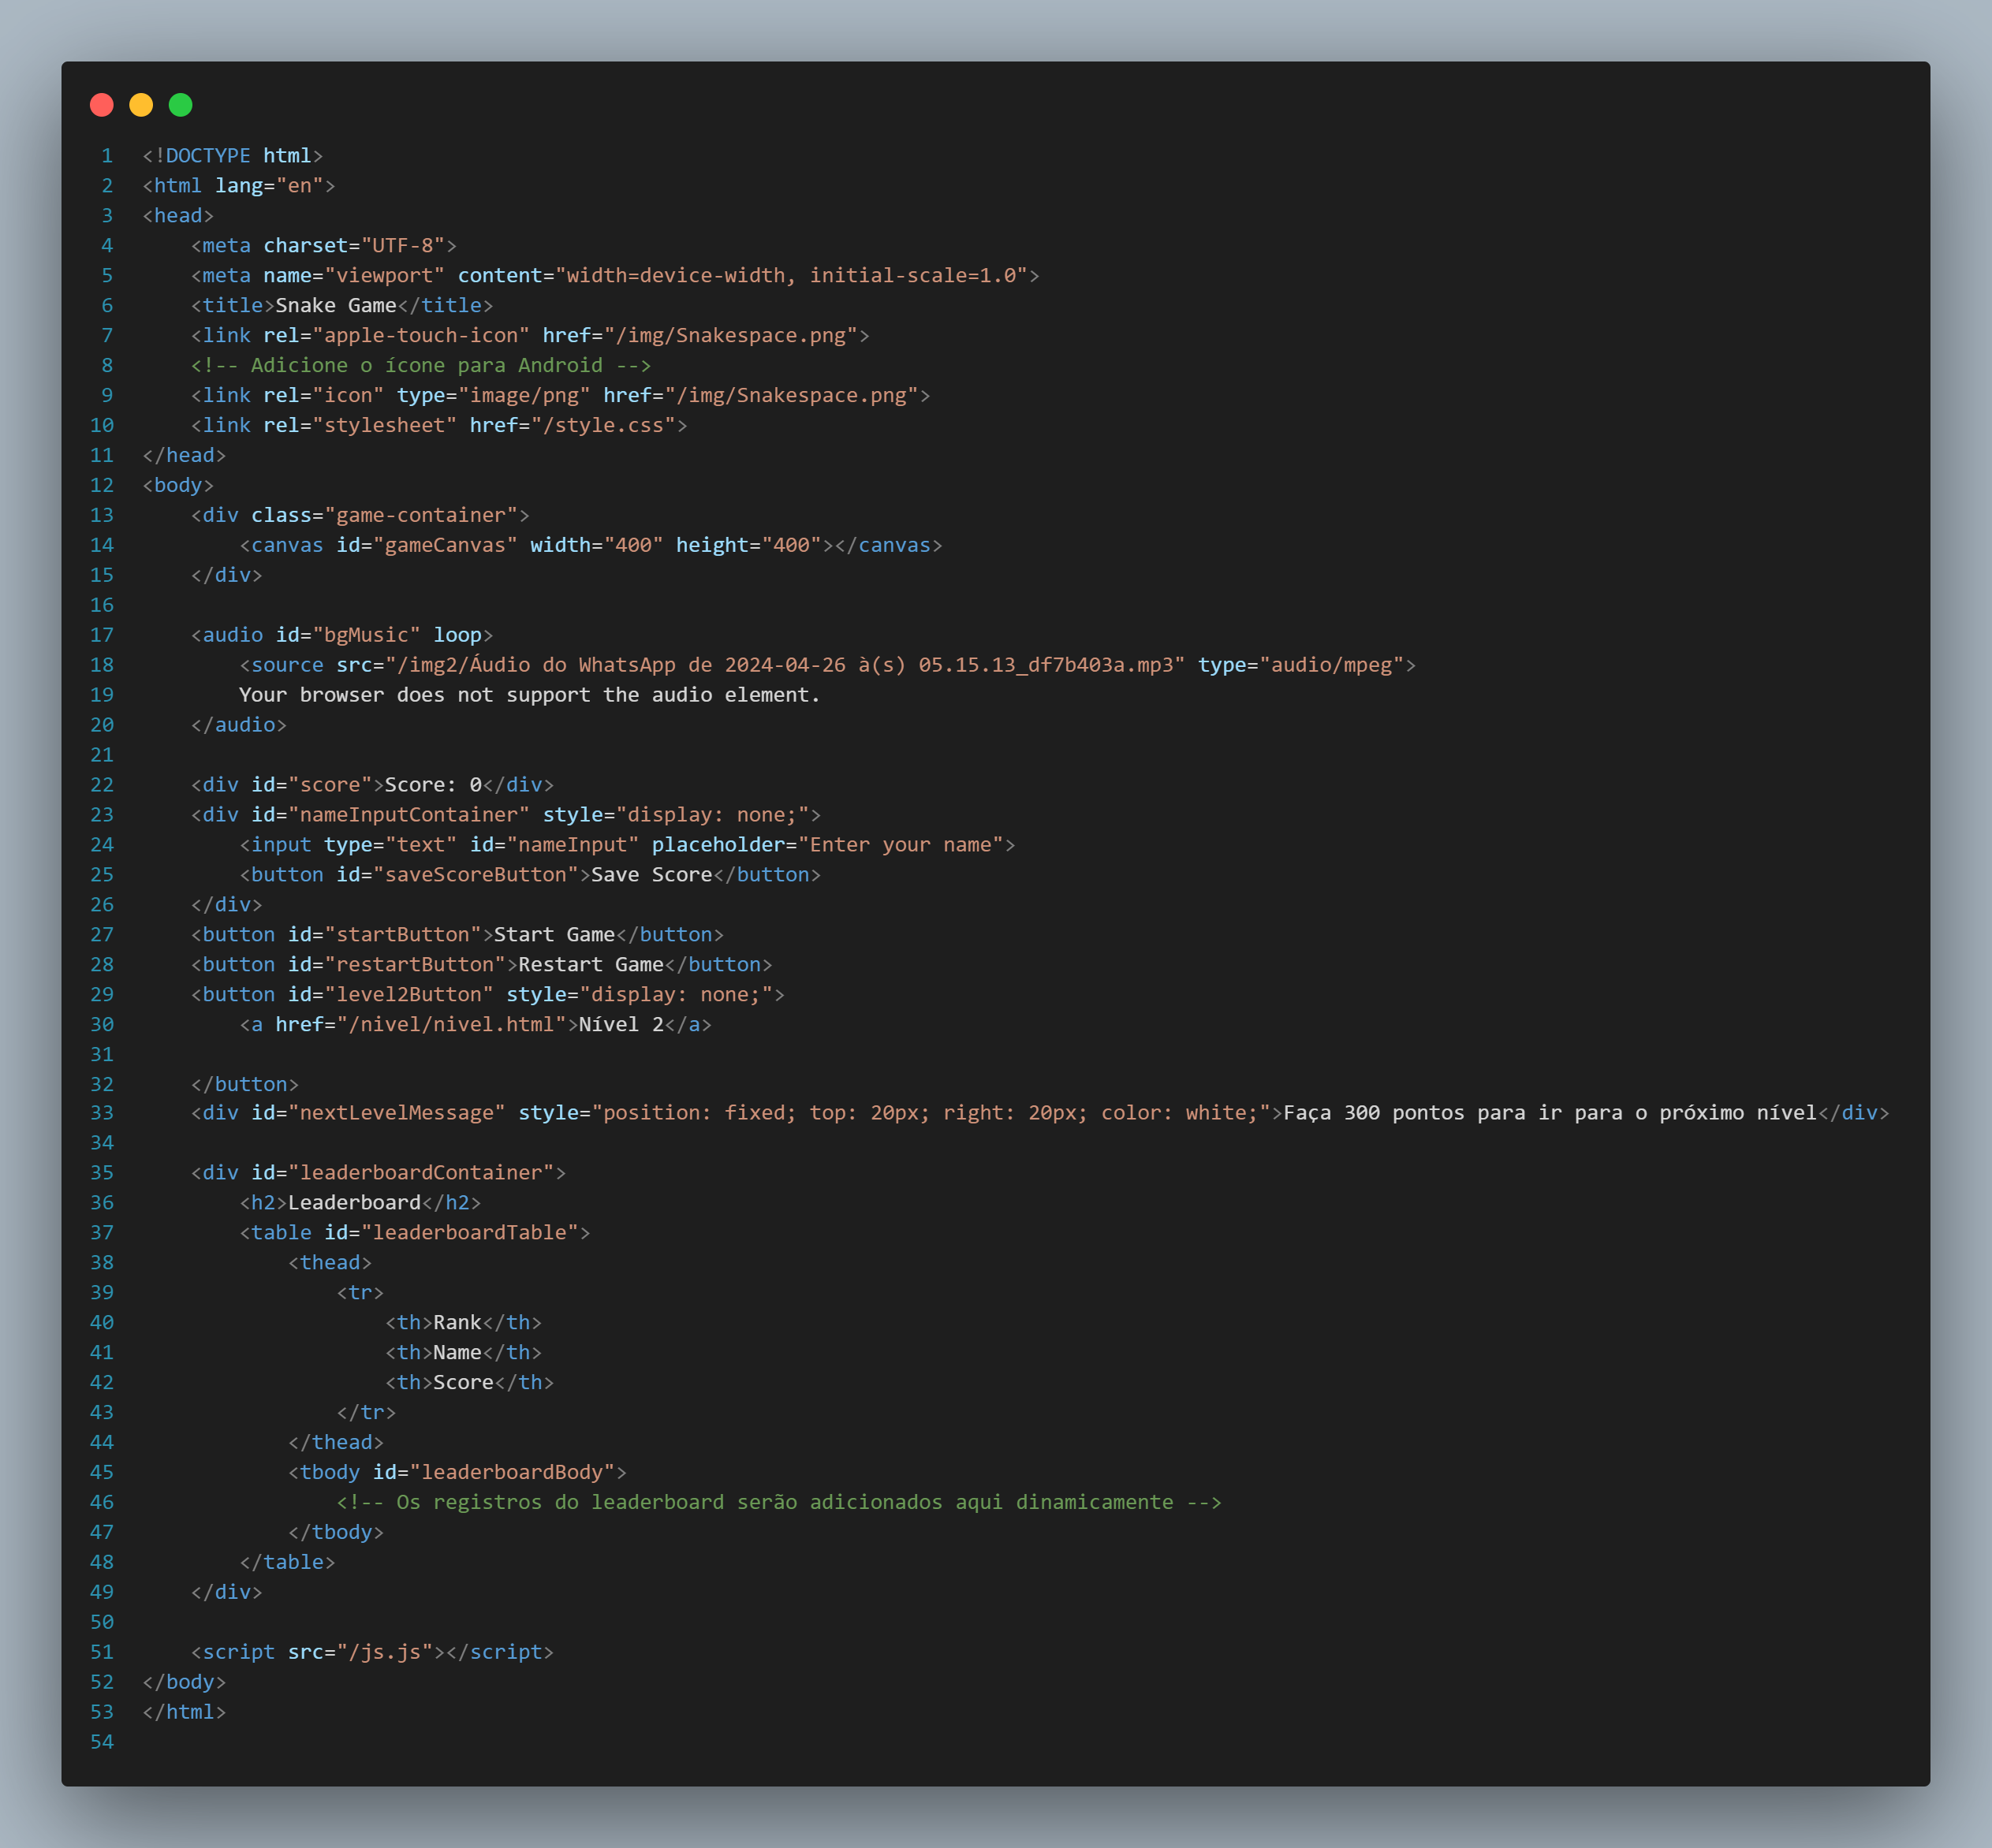 1 <!DOCTYPE html>
2 <html lang="en">
3 <head>
4     <meta charset="UTF-8">
5     <meta name="viewport" content="width=device-width, initial-scale=1.0">
6     <title>Snake Game</title>
7     <link rel="apple-touch-icon" href="/img/Snakespace.png">
8     <!-- Adicione o ícone para Android -->
9     <link rel="icon" type="image/png" href="/img/Snakespace.png">
10     <link rel="stylesheet" href="/style.css">
11 </head>
12 <body>
13     <div class="game-container">
14         <canvas id="gameCanvas" width="400" height="400"></canvas>
15     </div>
16
17     <audio id="bgMusic" loop>
18         <source src="/img2/Áudio do WhatsApp de 2024-04-26 à(s) 05.15.13_df7b403a.mp3" type="audio/mpeg">
19         Your browser does not support the audio element.
20     </audio>
21
22     <div id="score">Score: 0</div>
23     <div id="nameInputContainer" style="display: none;">
24         <input type="text" id="nameInput" placeholder="Enter your name">
25         <button id="saveScoreButton">Save Score</button>
26     </div>
27     <button id="startButton">Start Game</button>
28     <button id="restartButton">Restart Game</button>
29     <button id="level2Button" style="display: none;">
30         <a href="/nivel/nivel.html">Nível 2</a>
31
32     </button>
33     <div id="nextLevelMessage" style="position: fixed; top: 20px; right: 20px; color: white;">Faça 300 pontos para ir para o próximo nível</div>
34
35     <div id="leaderboardContainer">
36         <h2>Leaderboard</h2>
37         <table id="leaderboardTable">
38             <thead>
39                 <tr>
40                     <th>Rank</th>
41                     <th>Name</th>
42                     <th>Score</th>
43                 </tr>
44             </thead>
45             <tbody id="leaderboardBody">
46                 <!-- Os registros do leaderboard serão adicionados aqui dinamicamente -->
47             </tbody>
48         </table>
49     </div>
50
51     <script src="/js.js"></script>
52 </body>
53 </html>
54